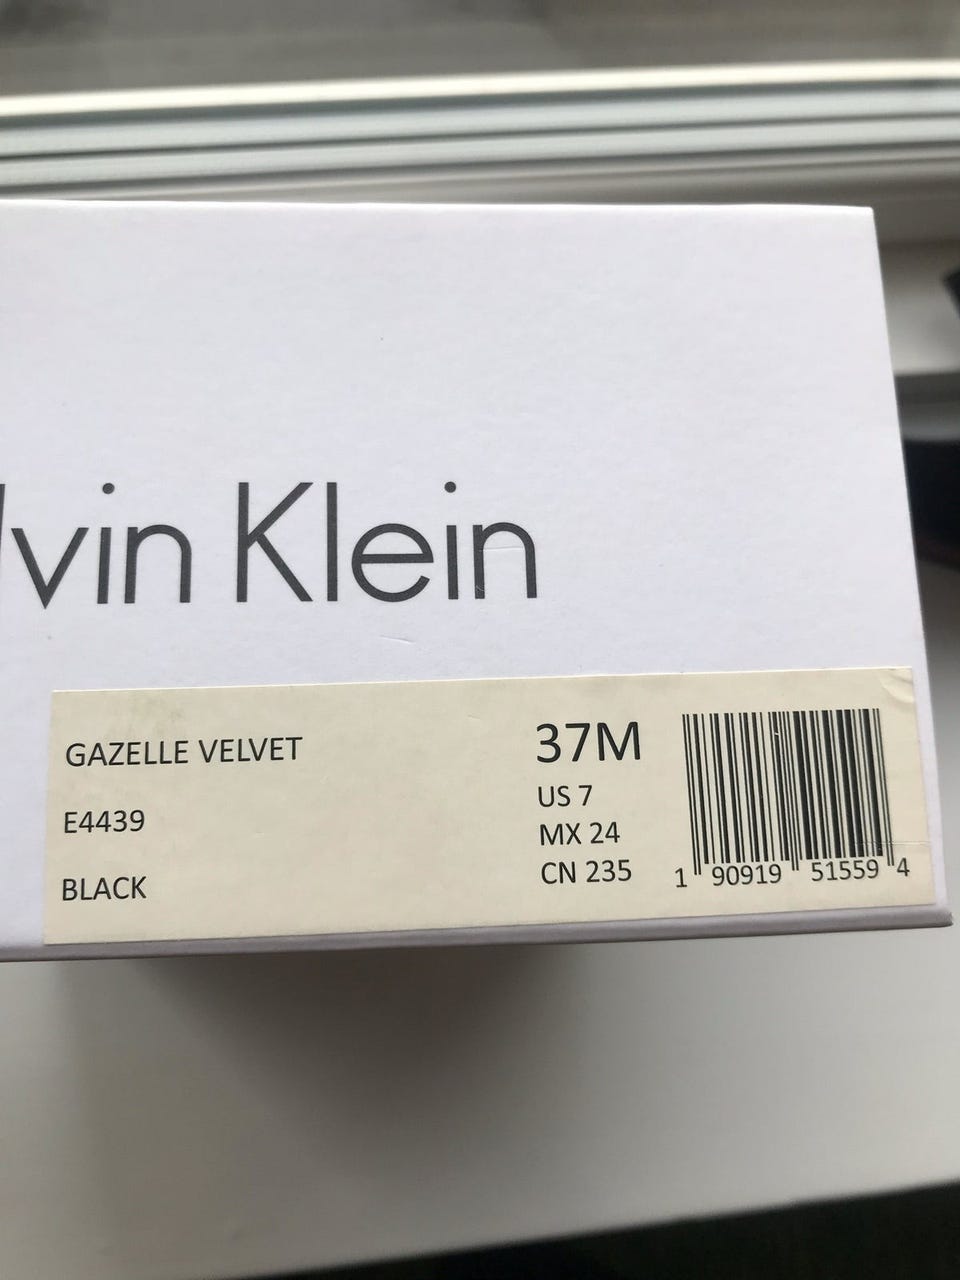 lvin Klein
GAZELLE VELVET
E4439
BLACK
37M
US 7
MX 24
CN 235
1 90919 51559 4